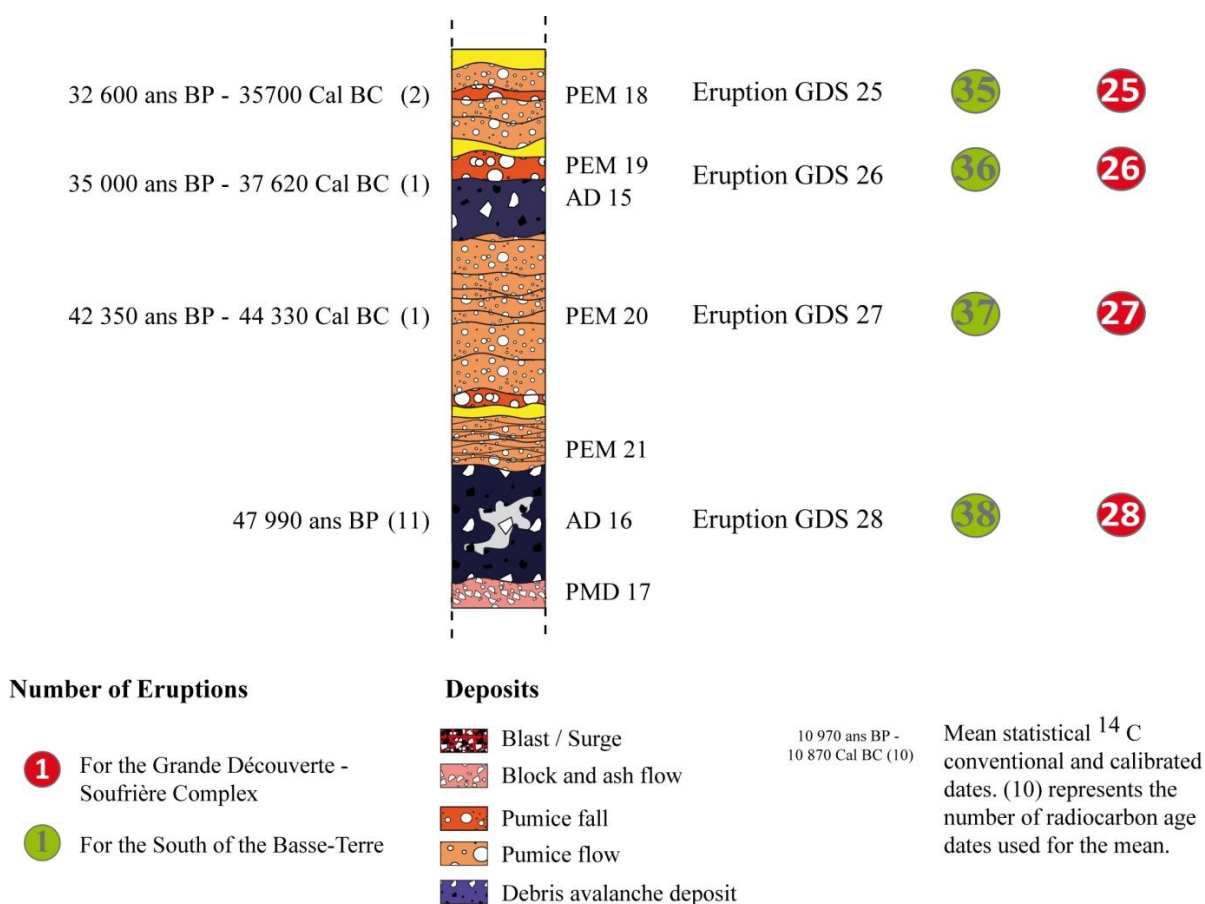 32 600 ans BP - 35700 Cal BC (2) PEM 18 Eruption GDS 25 35 25
PEM 19
35 000 ans BP - 37 620 Cal BC (1) Eruption GDS 26 36 26
AD 15
42 350 ans BP - 44 330 Cal BC (1) PEM 20 Eruption GDS 27 37 27
PEM 21
47 990 ans BP (11) AD 16 Eruption GDS 28 38 28
PMD 17
Number of Eruptions
1 For the Grande Découverte -
Soufrière Complex
1 For the South of the Basse-Terre
Deposits
Blast / Surge
Block and ash flow
Pumice fall
Pumice flow
Debris avalanche deposit
10 970 ans BP -
10 870 Cal BC (10)
Mean statistical 14 C
conventional and calibrated
dates. (10) represents the
number of radiocarbon age
dates used for the mean.